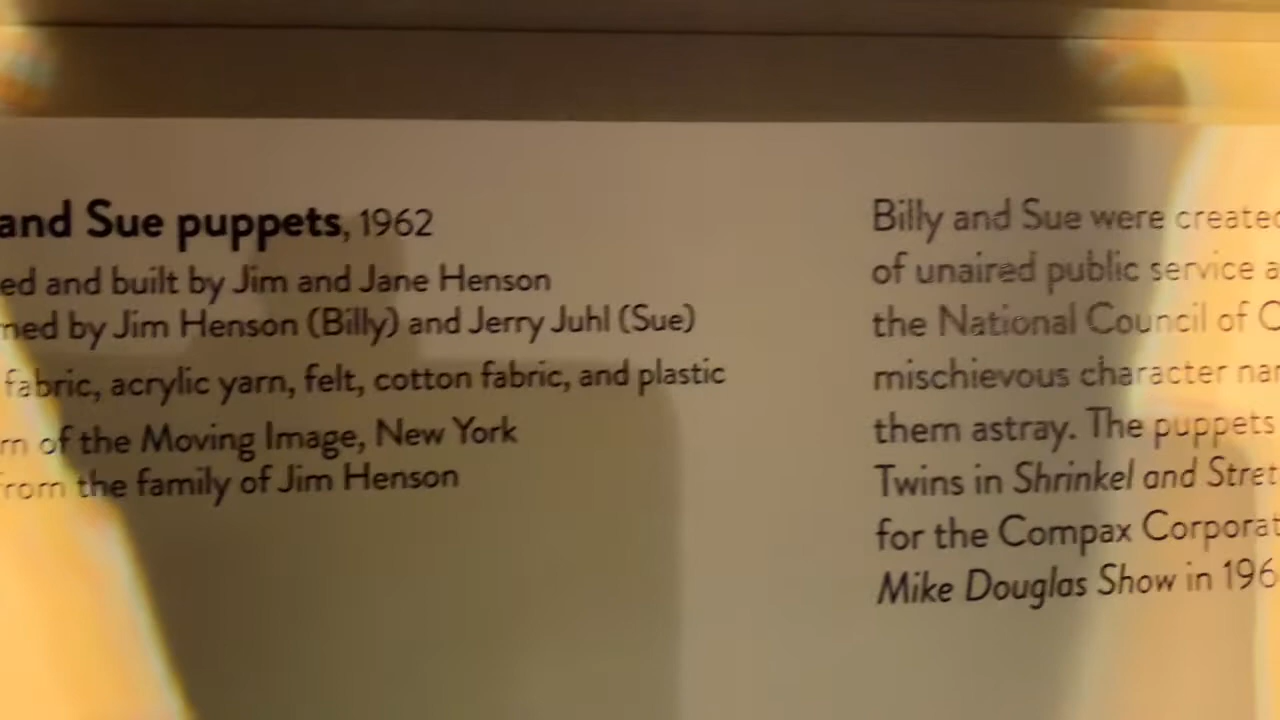 and Sue puppets, 1962
ed and built by Jim and Jane Henson
ned by Jim Henson (Billy) and Jerry Juhl (Sue)
fabric, acrylic yarn, felt, cotton fabric, and plastic
of the Moving Image, New York
from the family of Jim Henson
Billy and Sue were created
of unaired public service a
the National Council of C
mischievous character nam
them astray. The puppets
Twins in Shrinkel and Stret
for the Compax Corporat
Mike Douglas Show in 196